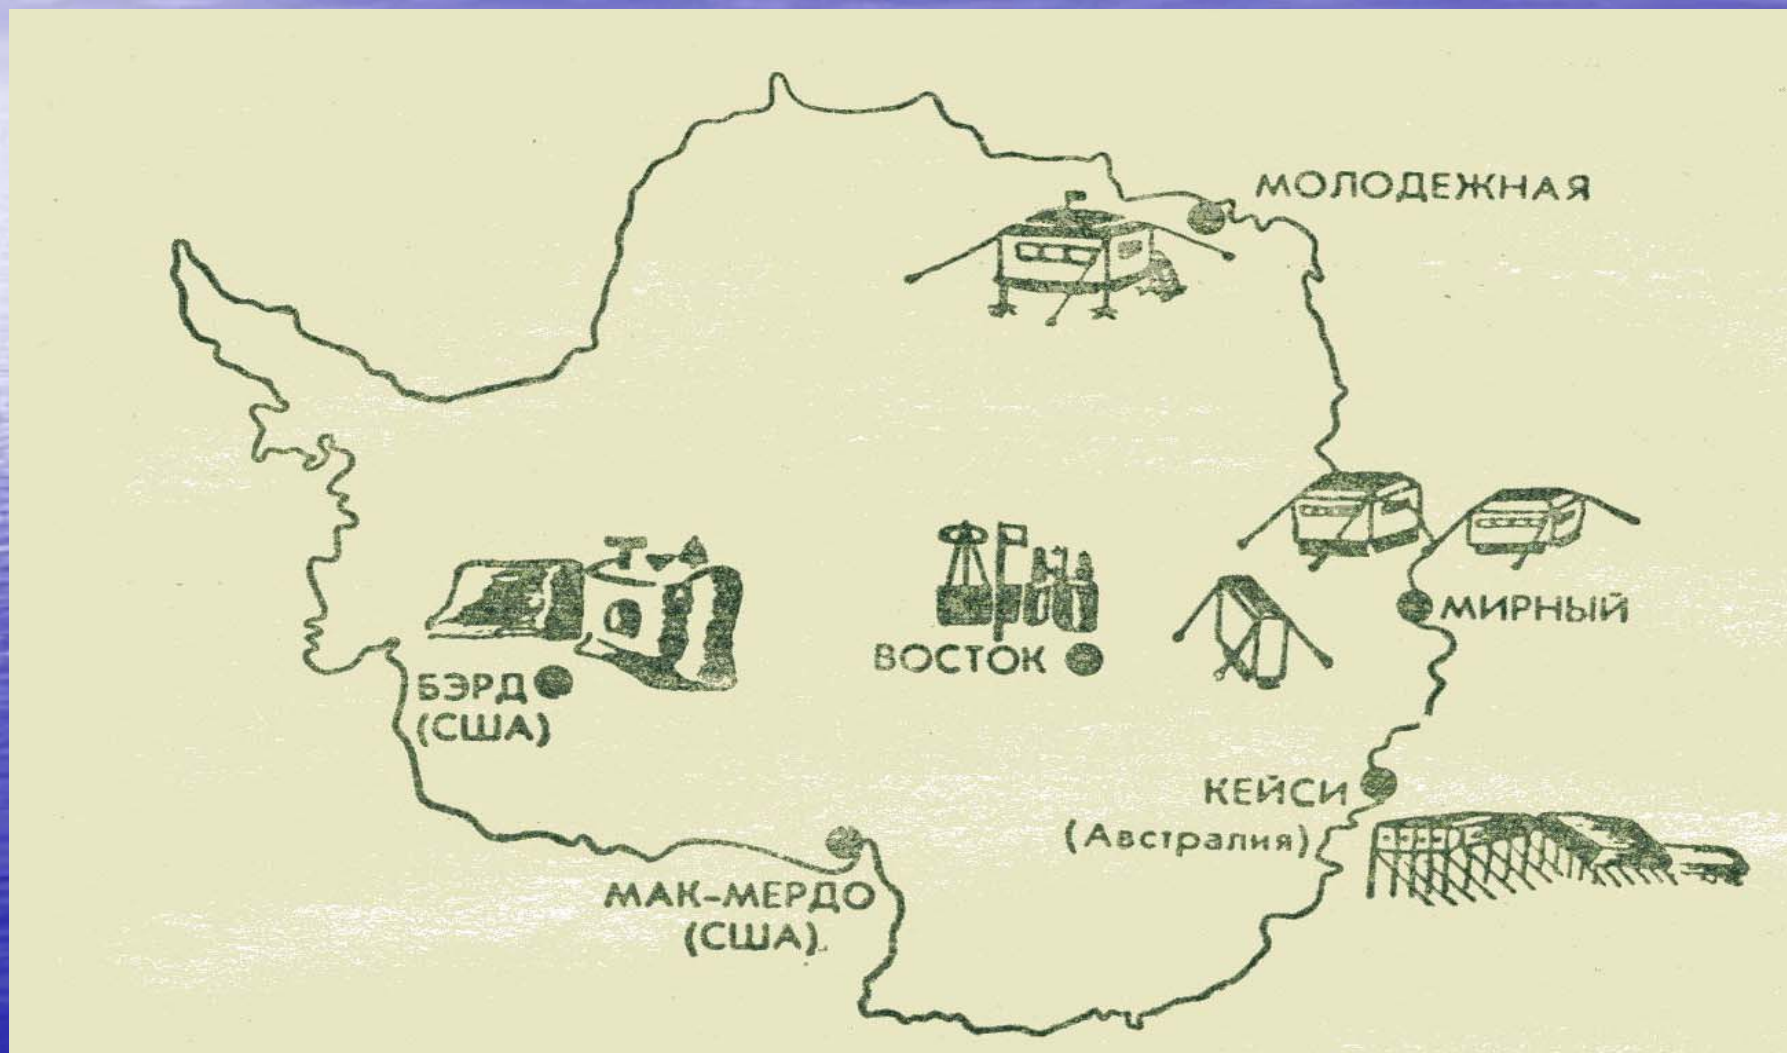 МОЛОДЕЖНАЯ
МИРНЫЙ
ВОСТОК
БЭРД
(США)
КЕЙСИ
(Австралия)
МАК-МЕРДО
(США).